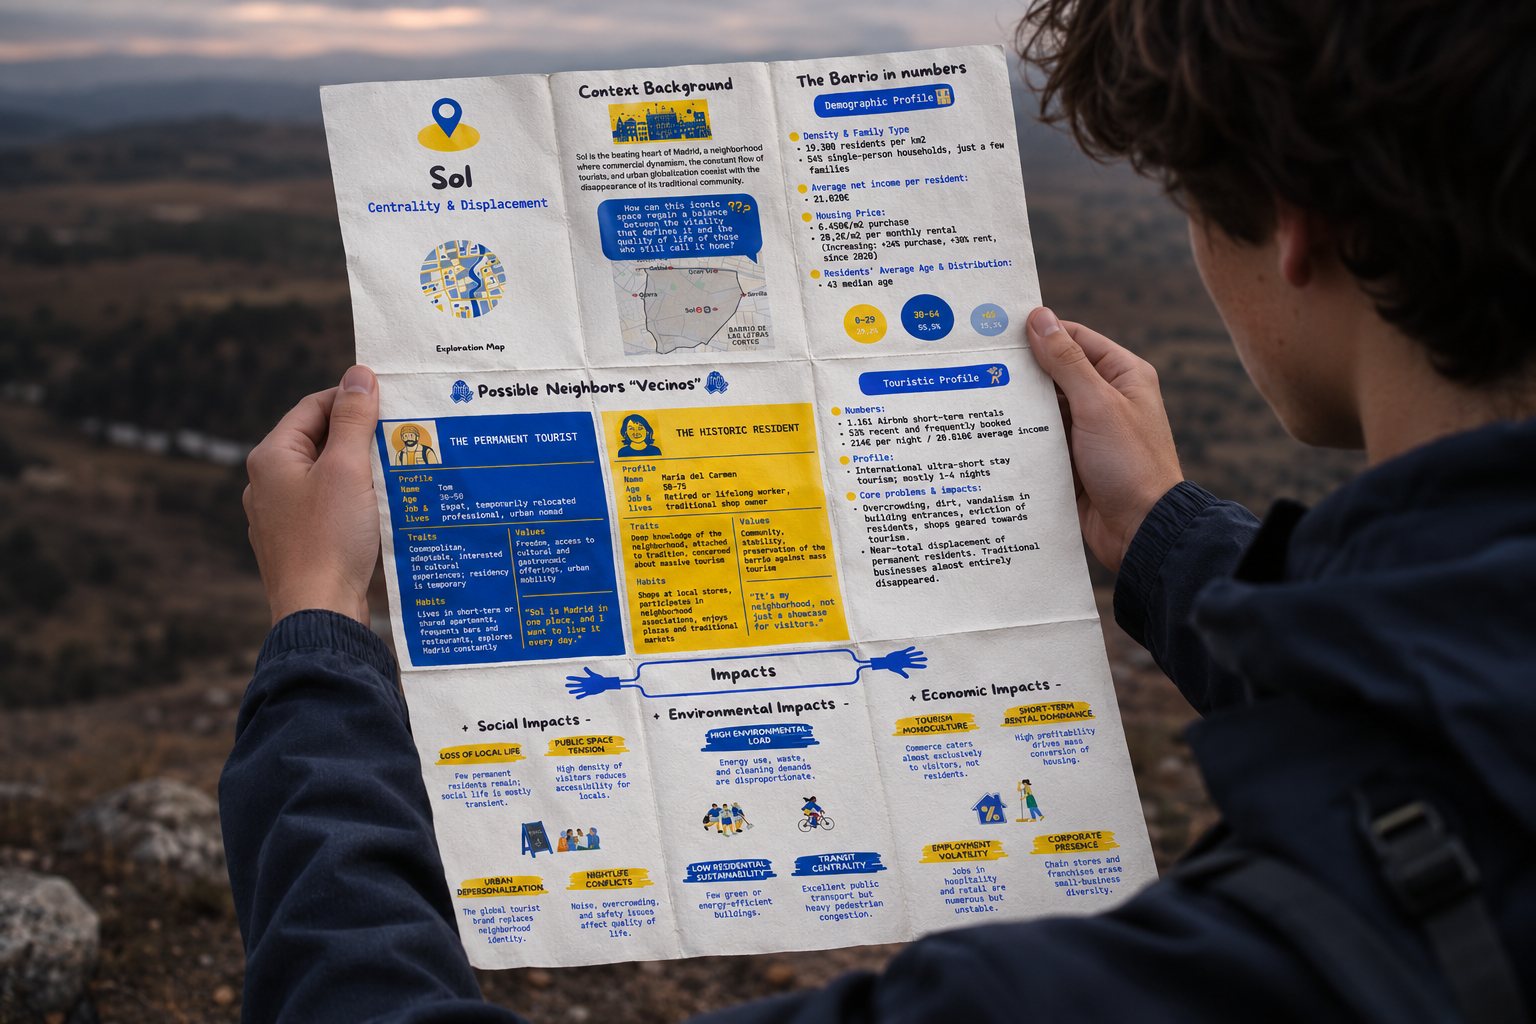 Sol
Centrality & Displacement
Exploration Map
Context Background
Sol is the beating heart of Madrid, a neighborhood
where commercial dynamism, the constant flow of
tourists, and urban globalization coexist with the
disappearance of its traditional community.
How can this iconic ???
space regain a balance
between the vitality
that defines it and the
quality of life of those
who still call it home?
Gran Vi
Opera
Sevilla
Sol
BARRIO DE
LAS LETRAS
CORTES
The Barrio in numbers
Demographic Profile
Density & Family Type
• 19.300 residents per km2
• 54% single-person households, just a few
families
Average net income per resident:
• 21.020€
Housing Price:
• 6.450€/m2 purchase
• 28,2€/m2 per monthly rental
(Increasing: +24% purchase, +30% rent,
since 2020)
Residents' Average Age & Distribution:
• 43 median age
0-29
29,2%
30-64
55,5%
+65
15,3%
Possible Neighbors "Vecinos"
THE PERMANENT TOURIST
Profile
Name Tom
Age 30-50
Job & Expat, temporarily relocated
lives professional, urban nomad
Traits
Cosmopolitan,
adaptable, interested
in cultural
experiences; residency
is temporary
Habits
Lives in short-term or
shared apartments,
frequents bars and
restaurants, explores
Madrid constantly
Values
Freedom, access to
cultural and
gastronomic
offerings, urban
mobility
"Sol is Madrid in
one place, and I
want to live it
every day."
THE HISTORIC RESIDENT
Profile
Name María del Carmen
Age 50-75
Job & Retired or lifelong worker,
lives traditional shop owner
Traits
Deep knowledge of the
neighborhood, attached
to tradition, concerned
about massive tourism
Habits
Shops at local stores,
participates in
neighborhood
associations, enjoys
plazas and traditional
markets
Values
Community,
stability,
preservation of the
barrio against mass
tourism
"It's my
neighborhood, not
just a showcase
for visitors."
Touristic Profile
Numbers:
• 1.161 Airbnb short-term rentals
• 53% recent and frequently booked
• 214€ per night / 20.010€ average income
Profile:
• International ultra-short stay
tourism; mostly 1-4 nights
Core problems & impacts:
• Overcrowding, dirt, vandalism in
building entrances, eviction of
residents, shops geared towards
tourism.
• Near-total displacement of
permanent residents. Traditional
businesses almost entirely
disappeared.
Impacts
+ Social Impacts -
LOSS OF LOCAL LIFE
Few permanent
residents remain;
social life is mostly
transient.
PUBLIC SPACE
TENSION
High density of
visitors reduces
accessibility for
locals.
URBAN
DEPERSONALIZATION
The global tourist
brand replaces
neighborhood
identity.
NIGHTLIFE
CONFLICTS
Noise, overcrowding,
and safety issues
affect quality of
life.
+ Environmental Impacts -
HIGH ENVIRONMENTAL
LOAD
Energy use, waste,
and cleaning demands
are disproportionate.
LOW RESIDENTIAL
SUSTAINABILITY
Few green or
energy-efficient
buildings.
TRANSIT
CENTRALITY
Excellent public
transport but
heavy pedestrian
congestion.
+ Economic Impacts -
TOURISM
MONOCULTURE
Commerce caters
almost exclusively
to visitors, not
residents.
SHORT-TERM
RENTAL DOMINANCE
High profitability
drives mass
conversion of
housing.
%
EMPLOYMENT
VOLATILITY
Jobs in
hospitality
and retail are
numerous but
unstable.
CORPORATE
PRESENCE
Chain stores and
franchises erase
small-business
diversity.